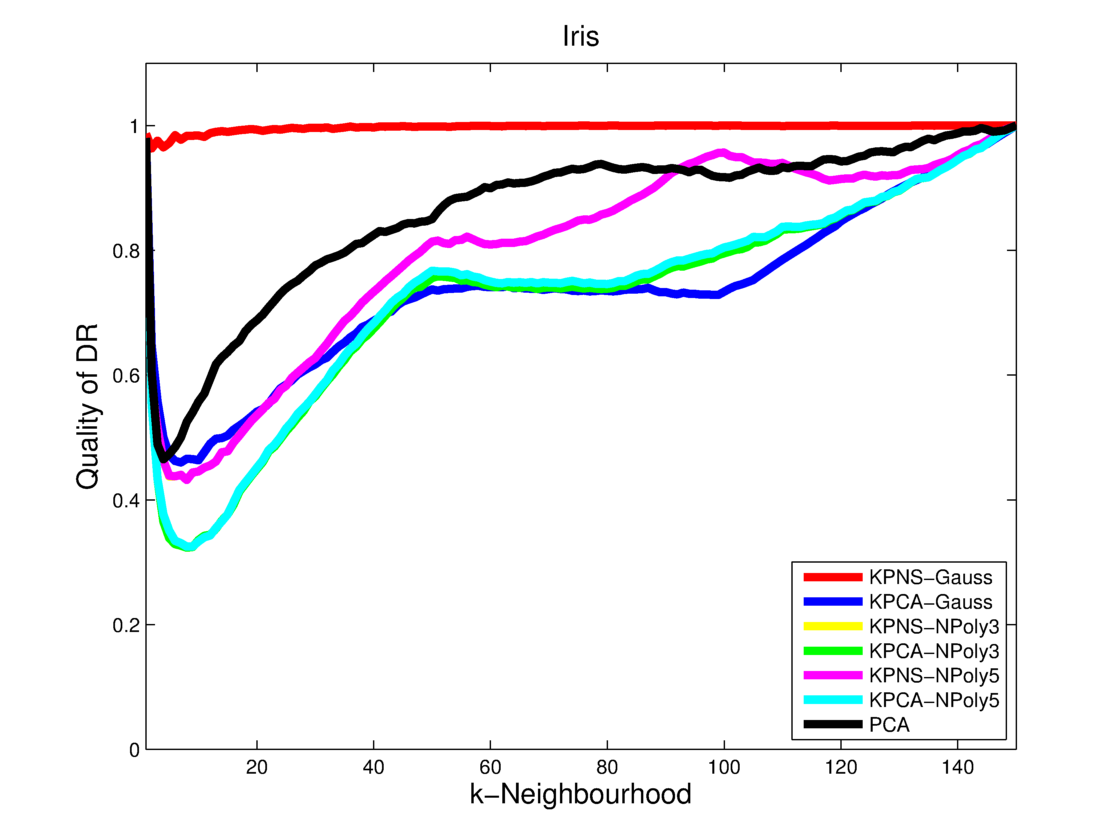 Iris
Quality of DR
1
0.8
0.6
0.4
0.2
0
20 40 60 80 100 120 140
k−Neighbourhood
KPNS−Gauss
KPCA−Gauss
KPNS−NPoly3
KPCA−NPoly3
KPNS−NPoly5
KPCA−NPoly5
PCA